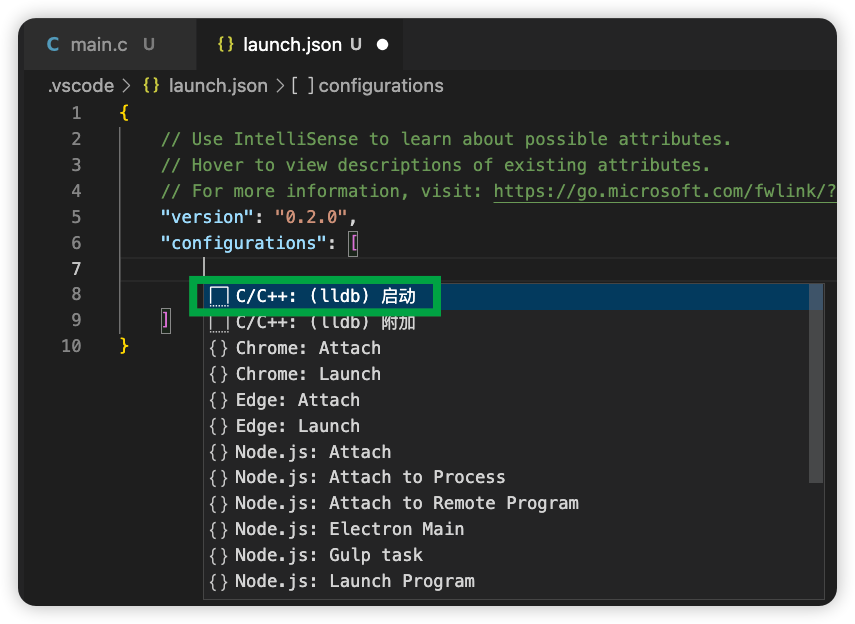 C main.c U {} launch.json U ●
.vscode > {} launch.json > [ ] configurations
1 {
2 // Use IntelliSense to learn about possible attributes.
3 // Hover to view descriptions of existing attributes.
4 // For more information, visit: https://go.microsoft.com/fwlink/?
5 "version": "0.2.0",
6 "configurations": [
7
8 C/C++: (lldb) 启动
9 ] C/C++: (lldb) 附加
10 } {} Chrome: Attach
{} Chrome: Launch
{} Edge: Attach
{} Edge: Launch
{} Node.js: Attach
{} Node.js: Attach to Process
{} Node.js: Attach to Remote Program
{} Node.js: Electron Main
{} Node.js: Gulp task
{} Node.js: Launch Program